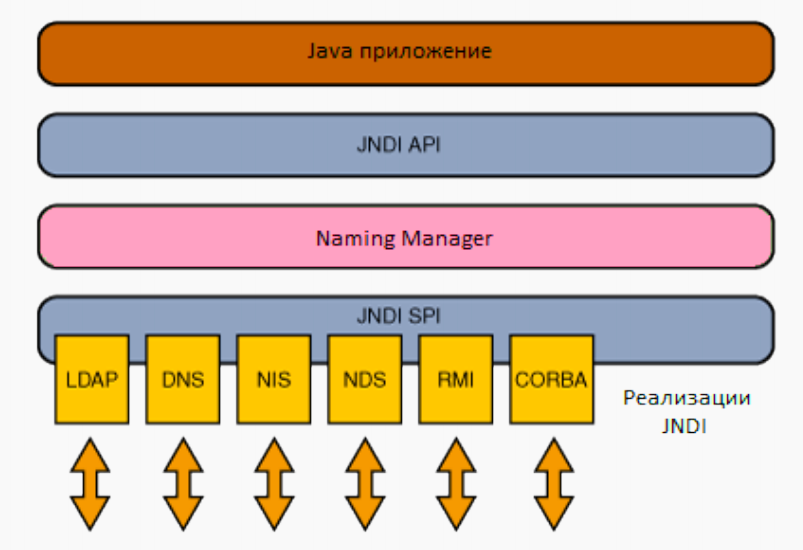 Java приложение
JNDI API
Naming Manager
JNDI SPI
LDAP
DNS
NIS
NDS
RMI
CORBA
Реализации
JNDI